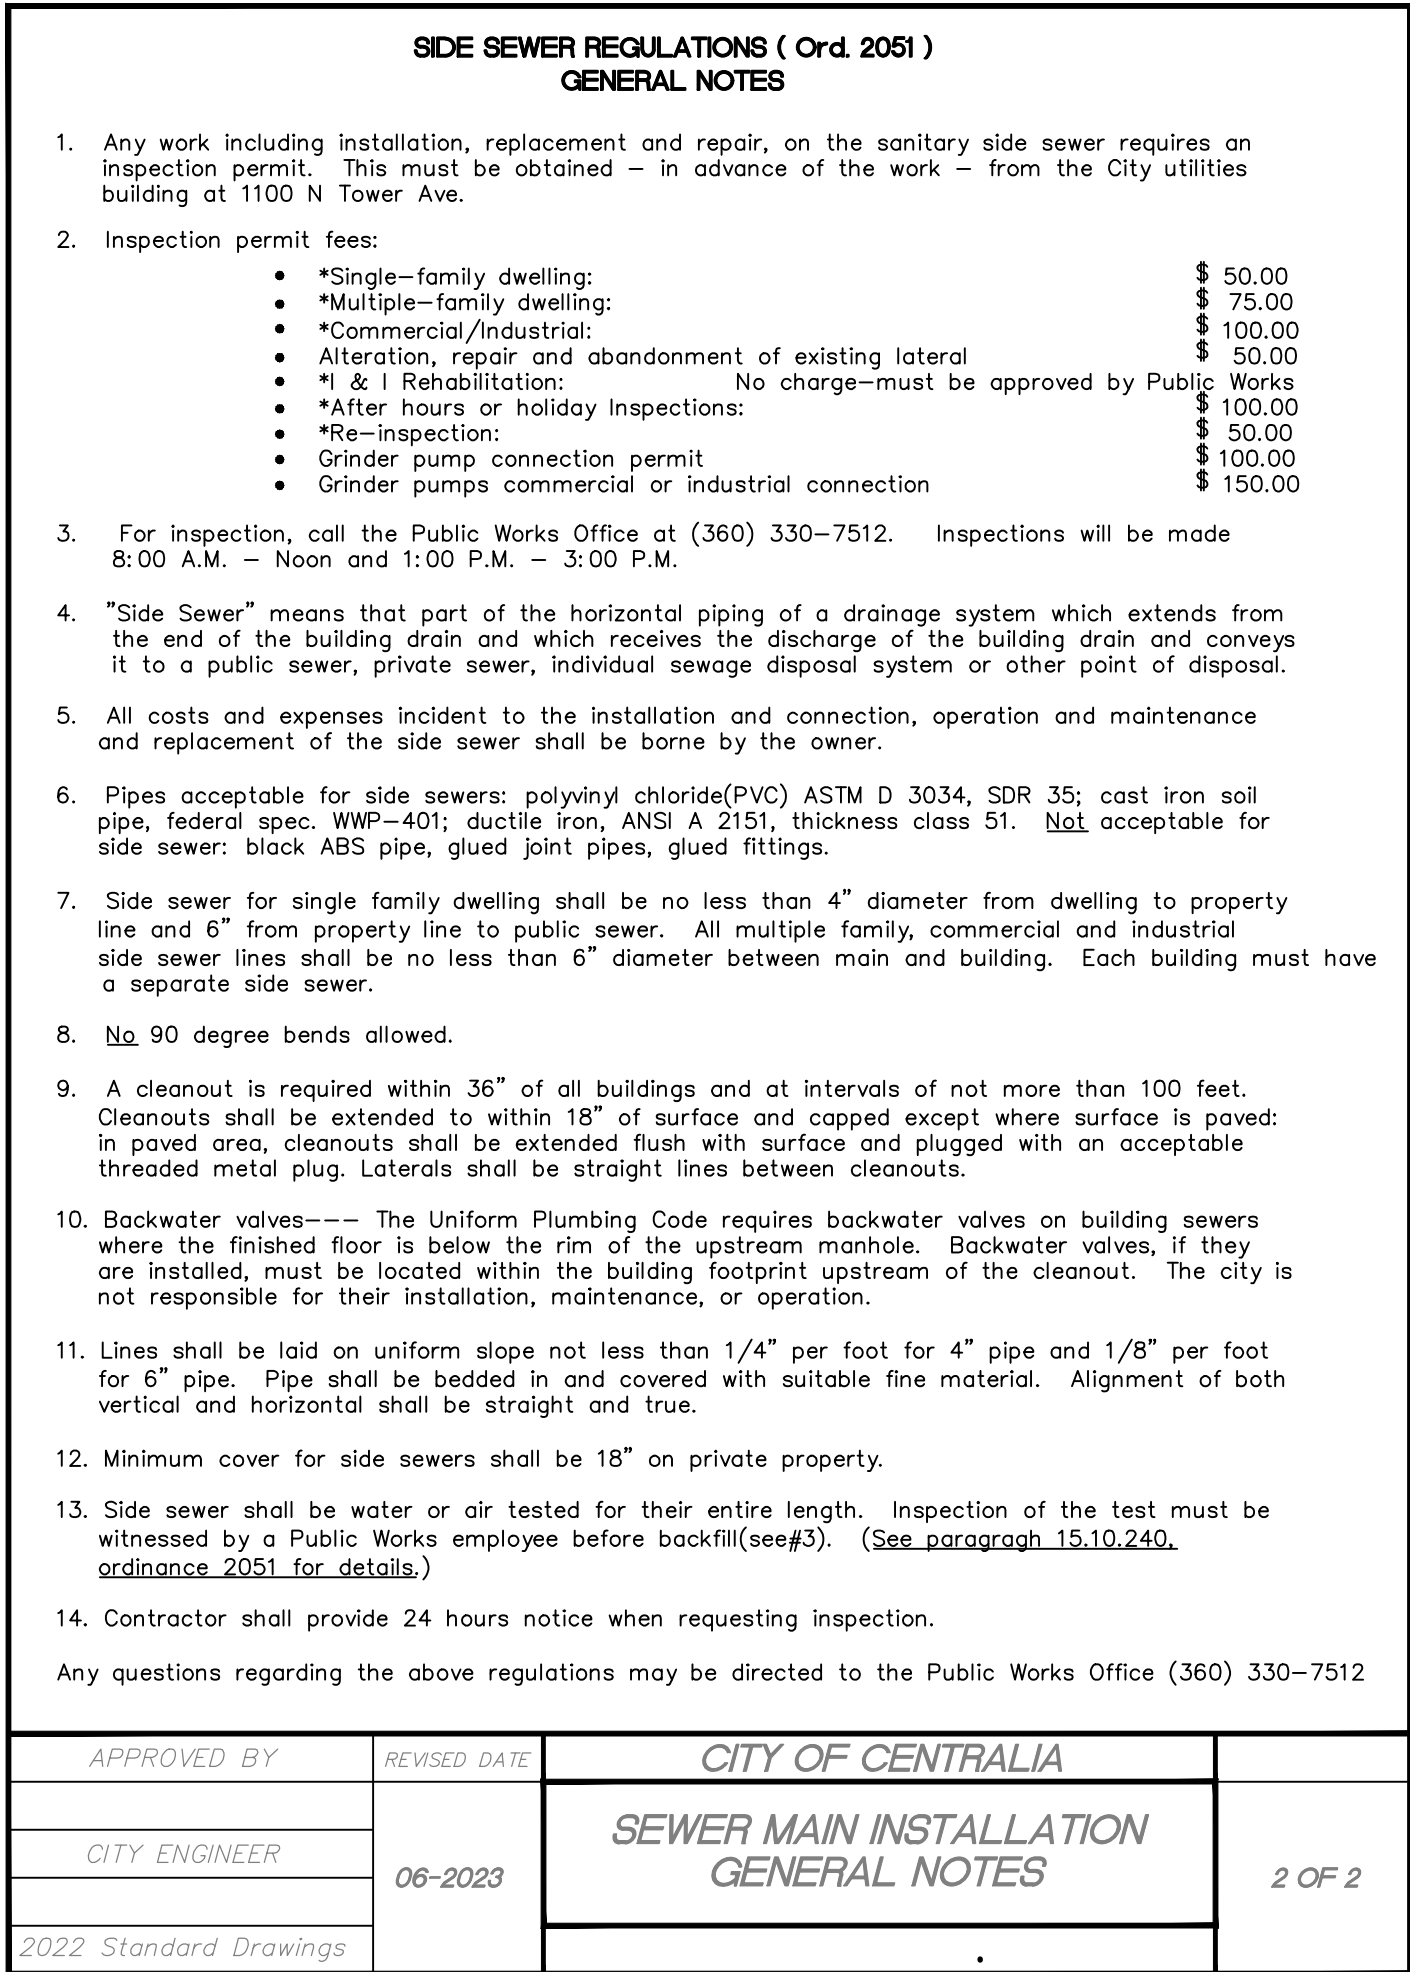 SIDE SEWER REGULATIONS ( Ord. 2051 )
GENERAL NOTES
1. Any work including installation, replacement and repair, on the sanitary side sewer requires an
inspection permit. This must be obtained – in advance of the work – from the City utilities
building at 1100 N Tower Ave.
2. Inspection permit fees:
• *Single–family dwelling: $ 50.00
• *Multiple–family dwelling: $ 75.00
• *Commercial/Industrial: $ 100.00
• Alteration, repair and abandonment of existing lateral $ 50.00
• *I & I Rehabilitation: No charge–must be approved by Public Works
• *After hours or holiday Inspections: $ 100.00
• *Re–inspection: $ 50.00
• Grinder pump connection permit $ 100.00
• Grinder pumps commercial or industrial connection $ 150.00
3. For inspection, call the Public Works Office at (360) 330–7512. Inspections will be made
8:00 A.M. – Noon and 1:00 P.M. – 3:00 P.M.
4. "Side Sewer" means that part of the horizontal piping of a drainage system which extends from
the end of the building drain and which receives the discharge of the building drain and conveys
it to a public sewer, private sewer, individual sewage disposal system or other point of disposal.
5. All costs and expenses incident to the installation and connection, operation and maintenance
and replacement of the side sewer shall be borne by the owner.
6. Pipes acceptable for side sewers: polyvinyl chloride(PVC) ASTM D 3034, SDR 35; cast iron soil
pipe, federal spec. WWP–401; ductile iron, ANSI A 2151, thickness class 51. Not acceptable for
side sewer: black ABS pipe, glued joint pipes, glued fittings.
7. Side sewer for single family dwelling shall be no less than 4" diameter from dwelling to property
line and 6" from property line to public sewer. All multiple family, commercial and industrial
side sewer lines shall be no less than 6" diameter between main and building. Each building must have
a separate side sewer.
8. No 90 degree bends allowed.
9. A cleanout is required within 36" of all buildings and at intervals of not more than 100 feet.
Cleanouts shall be extended to within 18" of surface and capped except where surface is paved:
in paved area, cleanouts shall be extended flush with surface and plugged with an acceptable
threaded metal plug. Laterals shall be straight lines between cleanouts.
10. Backwater valves––– The Uniform Plumbing Code requires backwater valves on building sewers
where the finished floor is below the rim of the upstream manhole. Backwater valves, if they
are installed, must be located within the building footprint upstream of the cleanout. The city is
not responsible for their installation, maintenance, or operation.
11. Lines shall be laid on uniform slope not less than 1/4" per foot for 4" pipe and 1/8" per foot
for 6" pipe. Pipe shall be bedded in and covered with suitable fine material. Alignment of both
vertical and horizontal shall be straight and true.
12. Minimum cover for side sewers shall be 18" on private property.
13. Side sewer shall be water or air tested for their entire length. Inspection of the test must be
witnessed by a Public Works employee before backfill(see#3). (See paragragh 15.10.240,
ordinance 2051 for details.)
14. Contractor shall provide 24 hours notice when requesting inspection.
Any questions regarding the above regulations may be directed to the Public Works Office (360) 330–7512
APPROVED BY
REVISED DATE
CITY OF CENTRALIA
CITY ENGINEER
06-2023
SEWER MAIN INSTALLATION
GENERAL NOTES
2 OF 2
2022 Standard Drawings